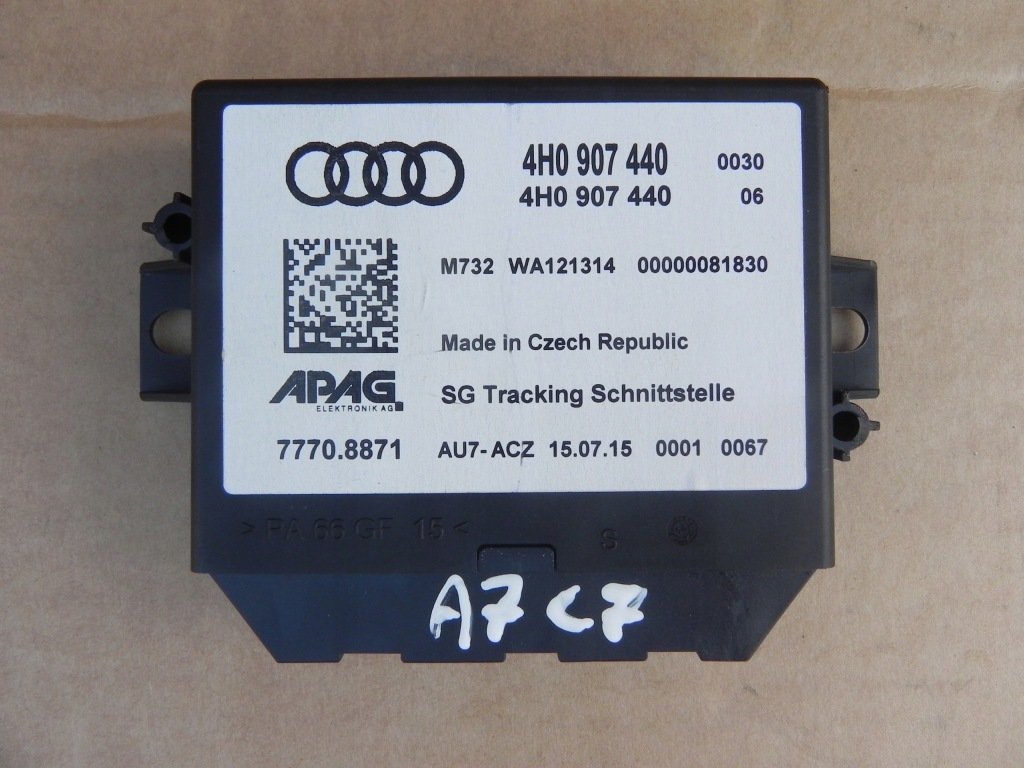 4H0 907 440 0030
4H0 907 440 06
M732 WA121314 00000081830
Made in Czech Republic
APAG
ELEKTRONIK AG
SG Tracking Schnittstelle
7770.8871 AU7-ACZ 15.07.15 0001 0067
> PA 66 GF 15 < S
A7 C7